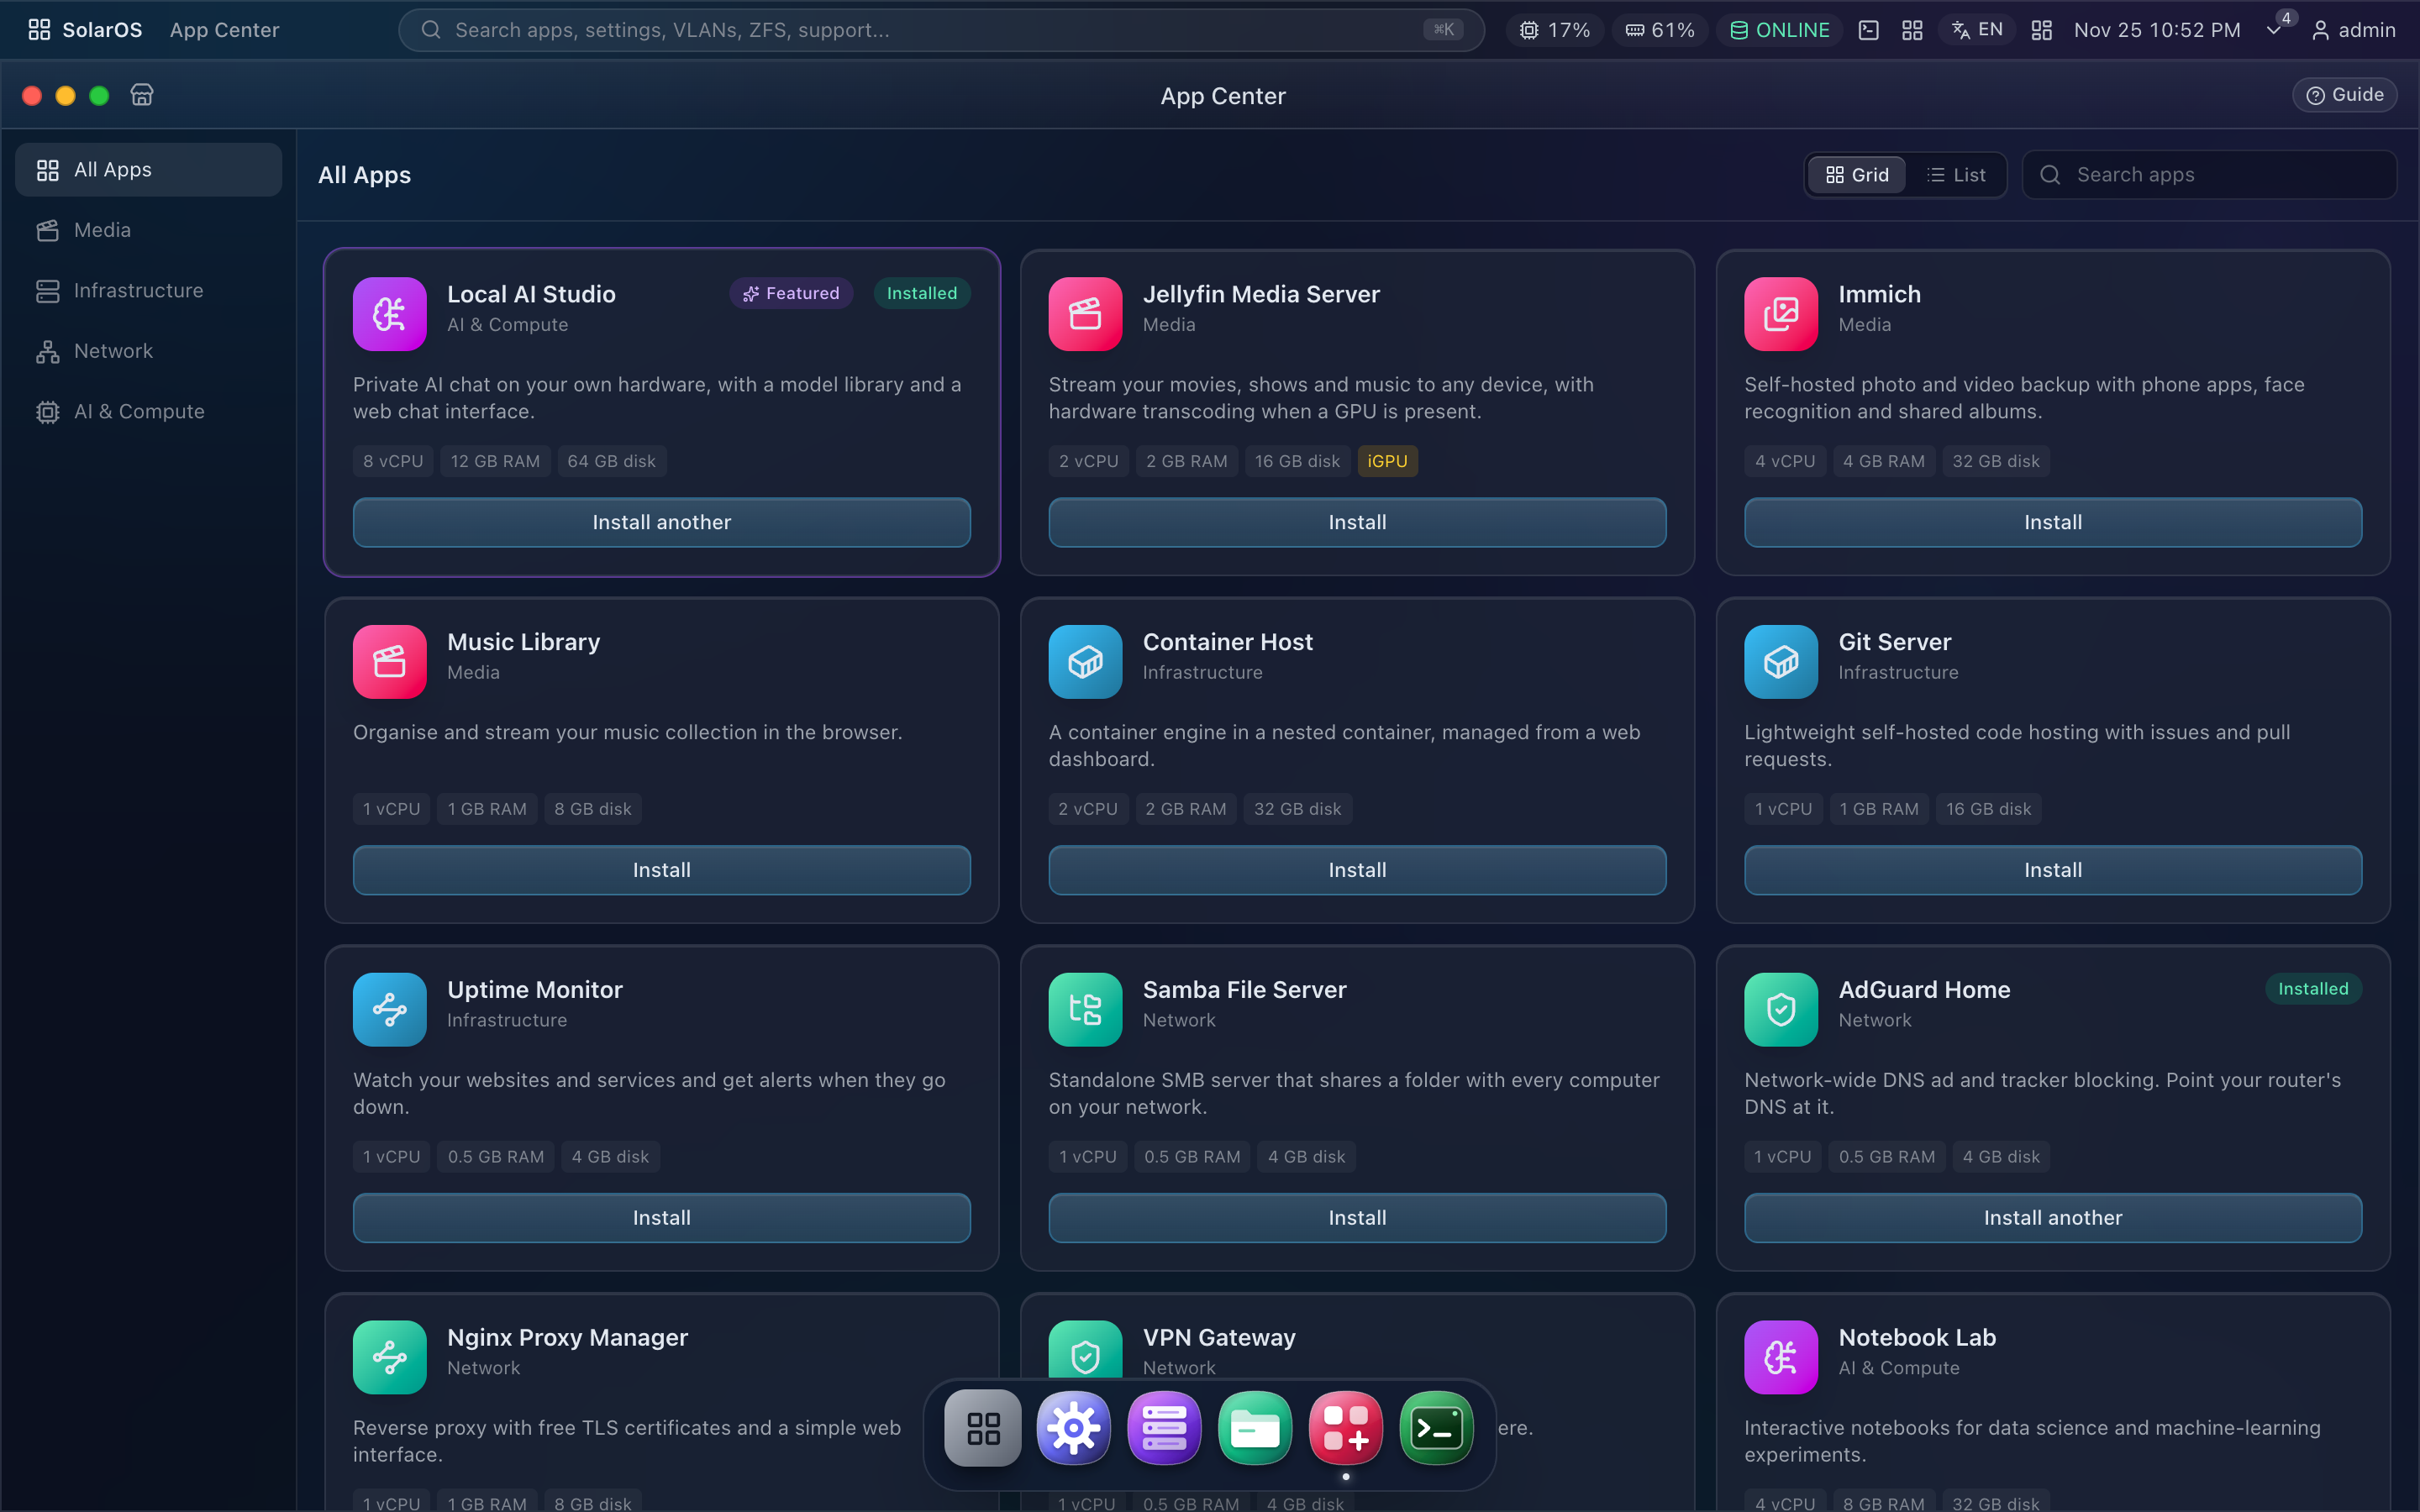 SolarOS
App Center
Search apps, settings, VLANs, ZFS, support...
⌘K
17%
61%
ONLINE
EN
Nov 25 10:52 PM
4
admin
App Center
Guide
All Apps
Media
Infrastructure
Network
AI & Compute
All Apps
Grid
List
Search apps
Local AI Studio
Featured
Installed
AI & Compute
Private AI chat on your own hardware, with a model library and a
web chat interface.
8 vCPU
12 GB RAM
64 GB disk
Install another
Jellyfin Media Server
Media
Stream your movies, shows and music to any device, with
hardware transcoding when a GPU is present.
2 vCPU
2 GB RAM
16 GB disk
iGPU
Install
Immich
Media
Self-hosted photo and video backup with phone apps, face
recognition and shared albums.
4 vCPU
4 GB RAM
32 GB disk
Install
Music Library
Media
Organise and stream your music collection in the browser.
1 vCPU
1 GB RAM
8 GB disk
Install
Container Host
Infrastructure
A container engine in a nested container, managed from a web
dashboard.
2 vCPU
2 GB RAM
32 GB disk
Install
Git Server
Infrastructure
Lightweight self-hosted code hosting with issues and pull
requests.
1 vCPU
1 GB RAM
16 GB disk
Install
Uptime Monitor
Infrastructure
Watch your websites and services and get alerts when they go
down.
1 vCPU
0.5 GB RAM
4 GB disk
Install
Samba File Server
Network
Standalone SMB server that shares a folder with every computer
on your network.
1 vCPU
0.5 GB RAM
4 GB disk
Install
AdGuard Home
Installed
Network
Network-wide DNS ad and tracker blocking. Point your router's
DNS at it.
1 vCPU
0.5 GB RAM
4 GB disk
Install another
Nginx Proxy Manager
Network
Reverse proxy with free TLS certificates and a simple web
interface.
1 vCPU
1 GB RAM
8 GB disk
VPN Gateway
Network
ere.
1 vCPU
0.5 GB RAM
4 GB disk
Notebook Lab
AI & Compute
Interactive notebooks for data science and machine-learning
experiments.
4 vCPU
8 GB RAM
32 GB disk